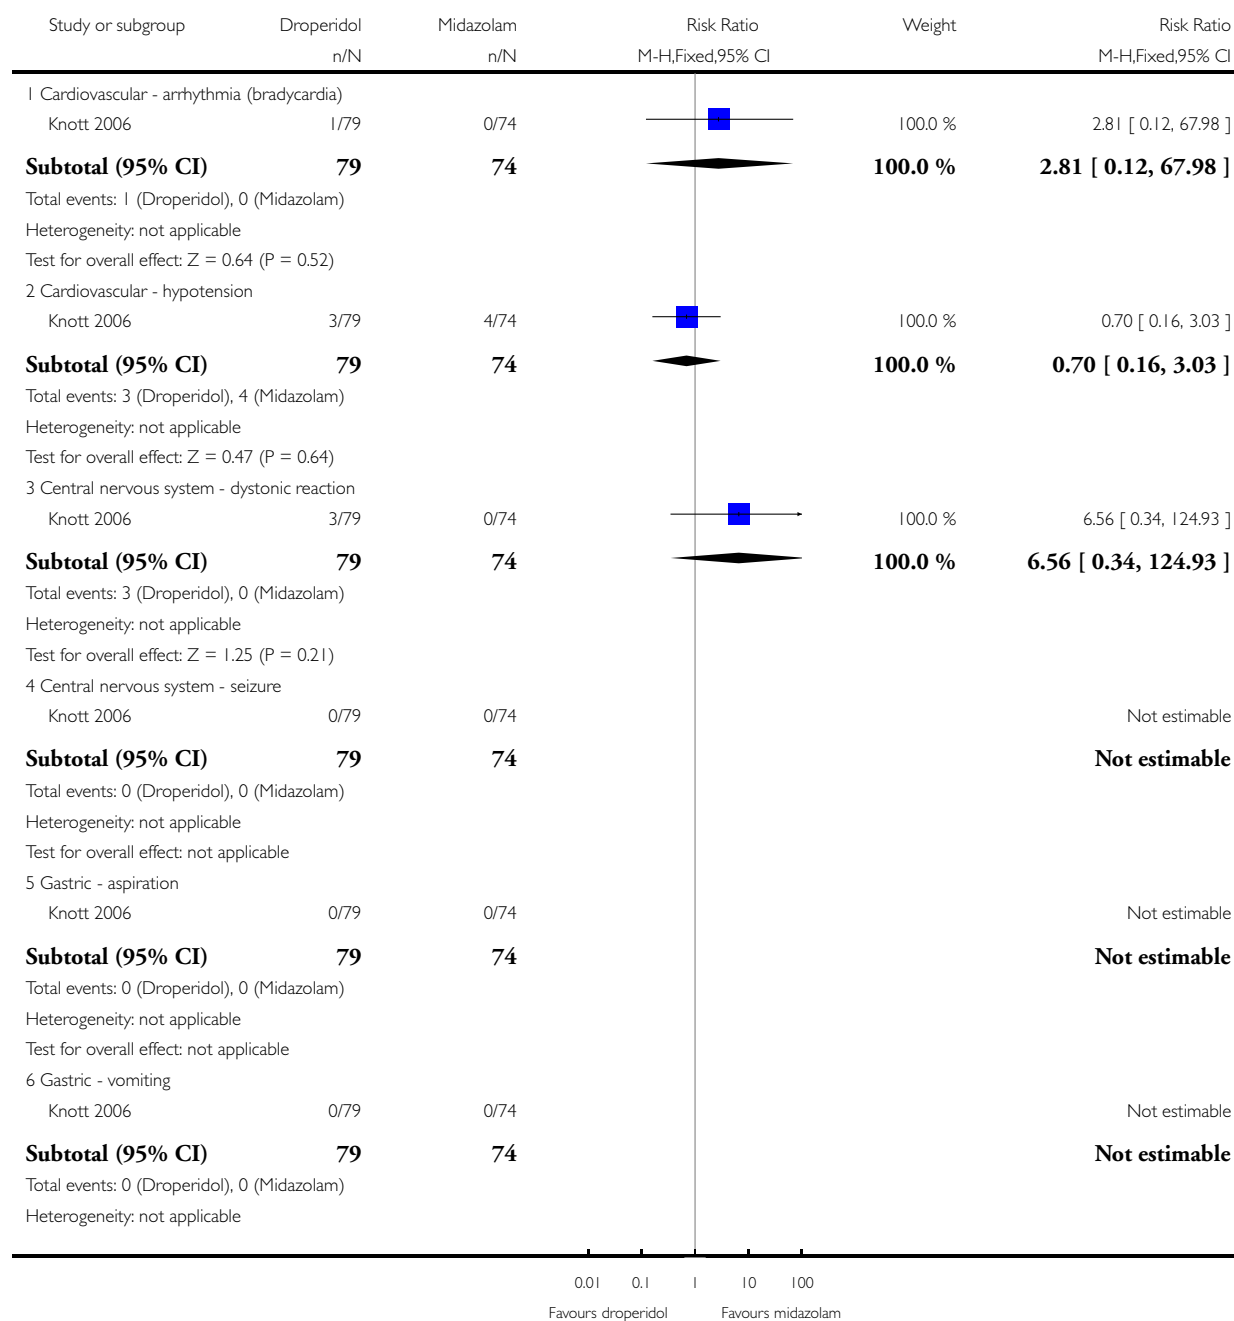 Study or subgroup Droperidol Midazolam Risk Ratio Weight Risk Ratio
n/N n/N M-H,Fixed,95% CI M-H,Fixed,95% CI
1 Cardiovascular - arrhythmia (bradycardia)
Knott 2006 1/79 0/74 100.0 % 2.81 [ 0.12, 67.98 ]
Subtotal (95% CI) 79 74 100.0 % 2.81 [ 0.12, 67.98 ]
Total events: 1 (Droperidol), 0 (Midazolam)
Heterogeneity: not applicable
Test for overall effect: Z = 0.64 (P = 0.52)
2 Cardiovascular - hypotension
Knott 2006 3/79 4/74 100.0 % 0.70 [ 0.16, 3.03 ]
Subtotal (95% CI) 79 74 100.0 % 0.70 [ 0.16, 3.03 ]
Total events: 3 (Droperidol), 4 (Midazolam)
Heterogeneity: not applicable
Test for overall effect: Z = 0.47 (P = 0.64)
3 Central nervous system - dystonic reaction
Knott 2006 3/79 0/74 100.0 % 6.56 [ 0.34, 124.93 ]
Subtotal (95% CI) 79 74 100.0 % 6.56 [ 0.34, 124.93 ]
Total events: 3 (Droperidol), 0 (Midazolam)
Heterogeneity: not applicable
Test for overall effect: Z = 1.25 (P = 0.21)
4 Central nervous system - seizure
Knott 2006 0/79 0/74 Not estimable
Subtotal (95% CI) 79 74 Not estimable
Total events: 0 (Droperidol), 0 (Midazolam)
Heterogeneity: not applicable
Test for overall effect: not applicable
5 Gastric - aspiration
Knott 2006 0/79 0/74 Not estimable
Subtotal (95% CI) 79 74 Not estimable
Total events: 0 (Droperidol), 0 (Midazolam)
Heterogeneity: not applicable
Test for overall effect: not applicable
6 Gastric - vomiting
Knott 2006 0/79 0/74 Not estimable
Subtotal (95% CI) 79 74 Not estimable
Total events: 0 (Droperidol), 0 (Midazolam)
Heterogeneity: not applicable
0.01 0.1 1 10 100
Favours droperidol Favours midazolam